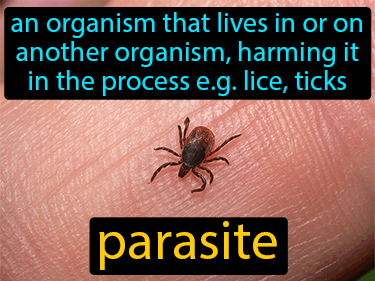 an organism that lives in or on
another organism, harming it
in the process e.g. lice, ticks
parasite